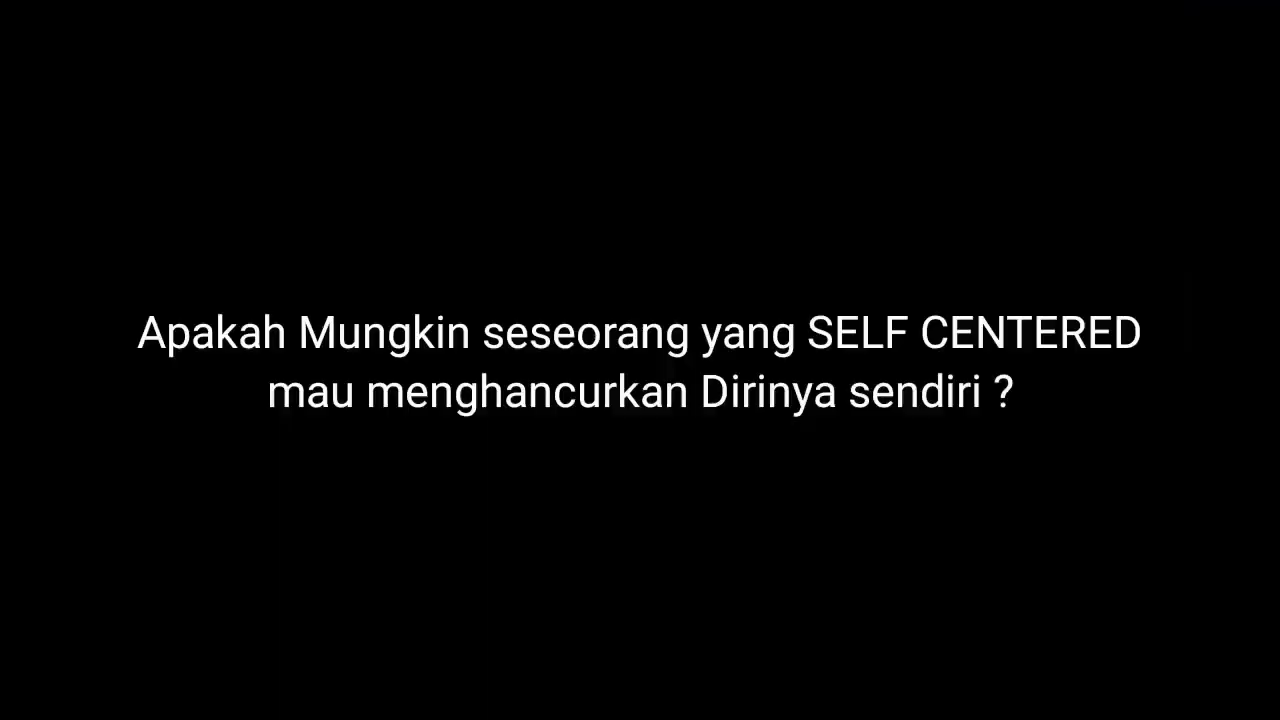 Apakah Mungkin seseorang yang SELF CENTERED
mau menghancurkan Dirinya sendiri ?